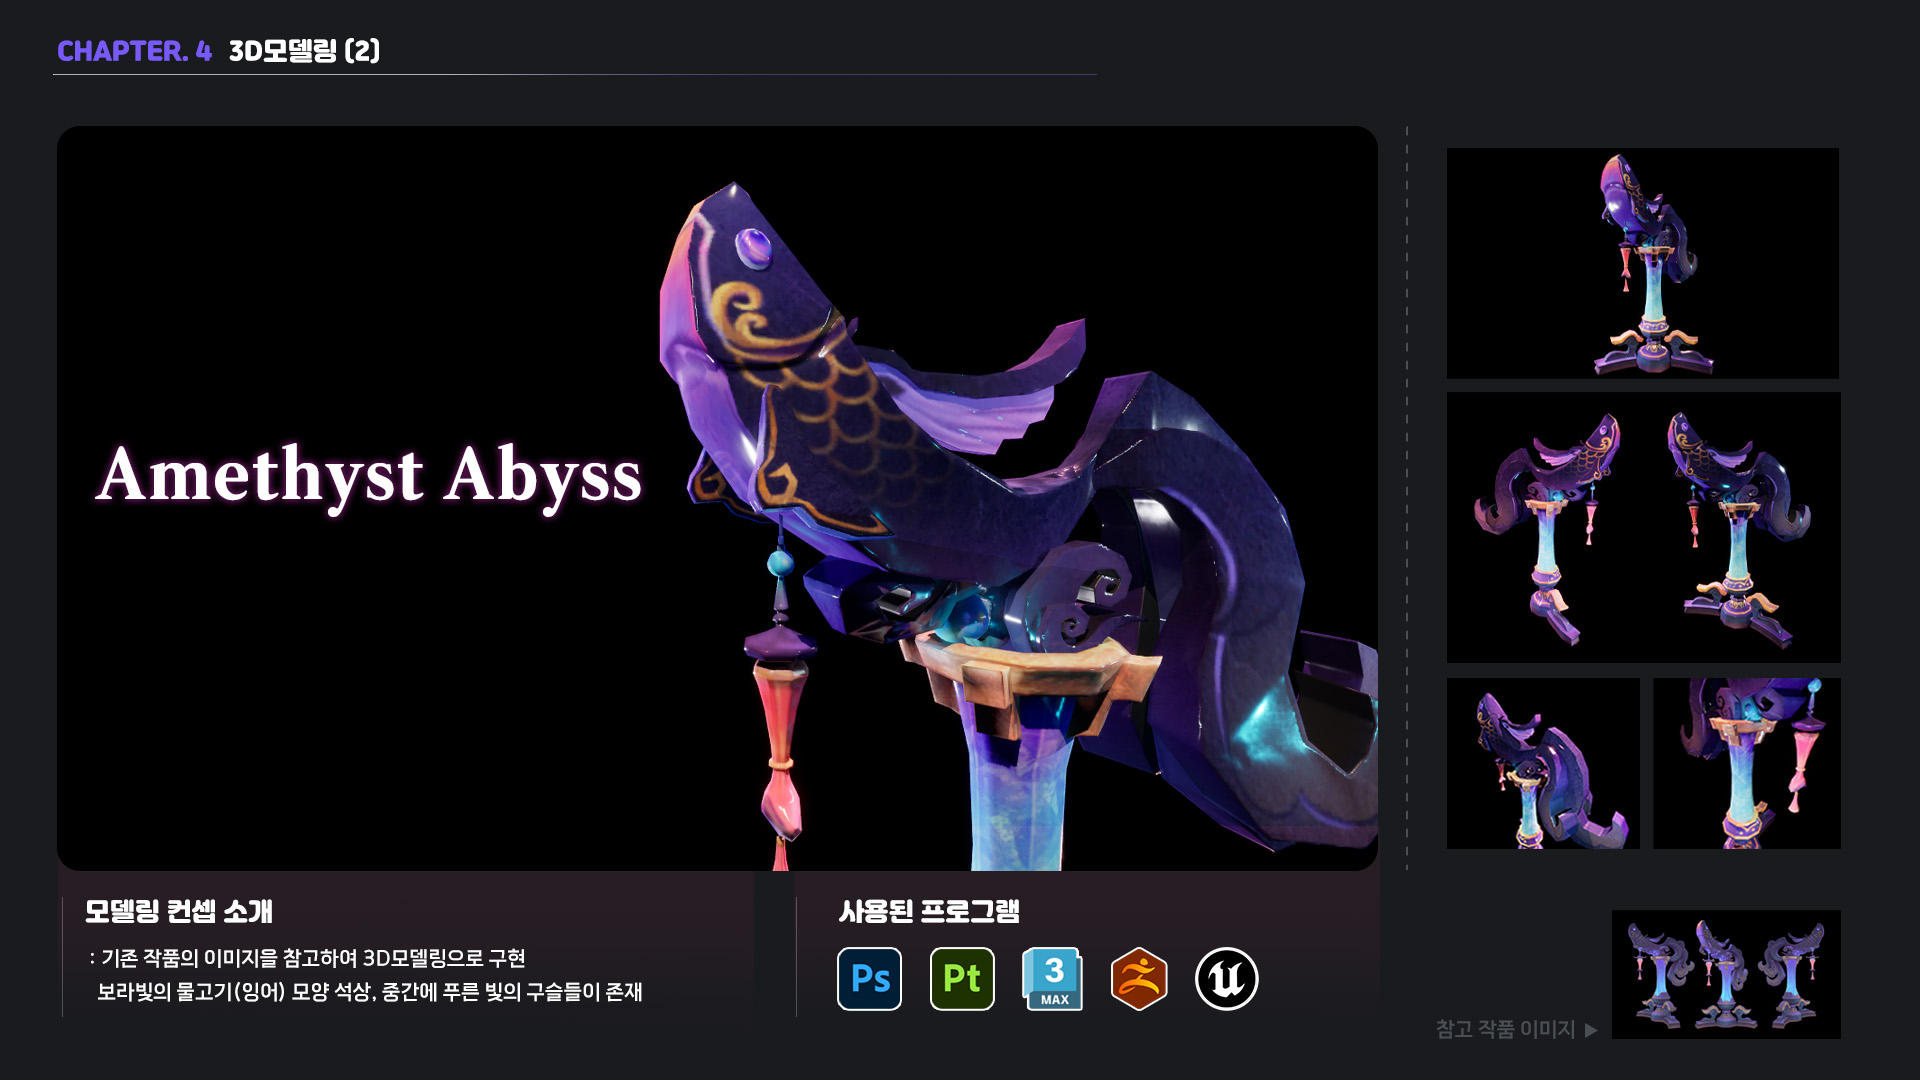 CHAPTER. 4 3D모델링 (2)
Amethyst Abyss
모델링 컨셉 소개
: 기존 작품의 이미지를 참고하여 3D모델링으로 구현
보라빛의 물고기(잉어) 모양 석상, 중간에 푸른 빛의 구슬들이 존재
사용된 프로그램
Ps
Pt
3
MAX
참고 작품 이미지 ▶